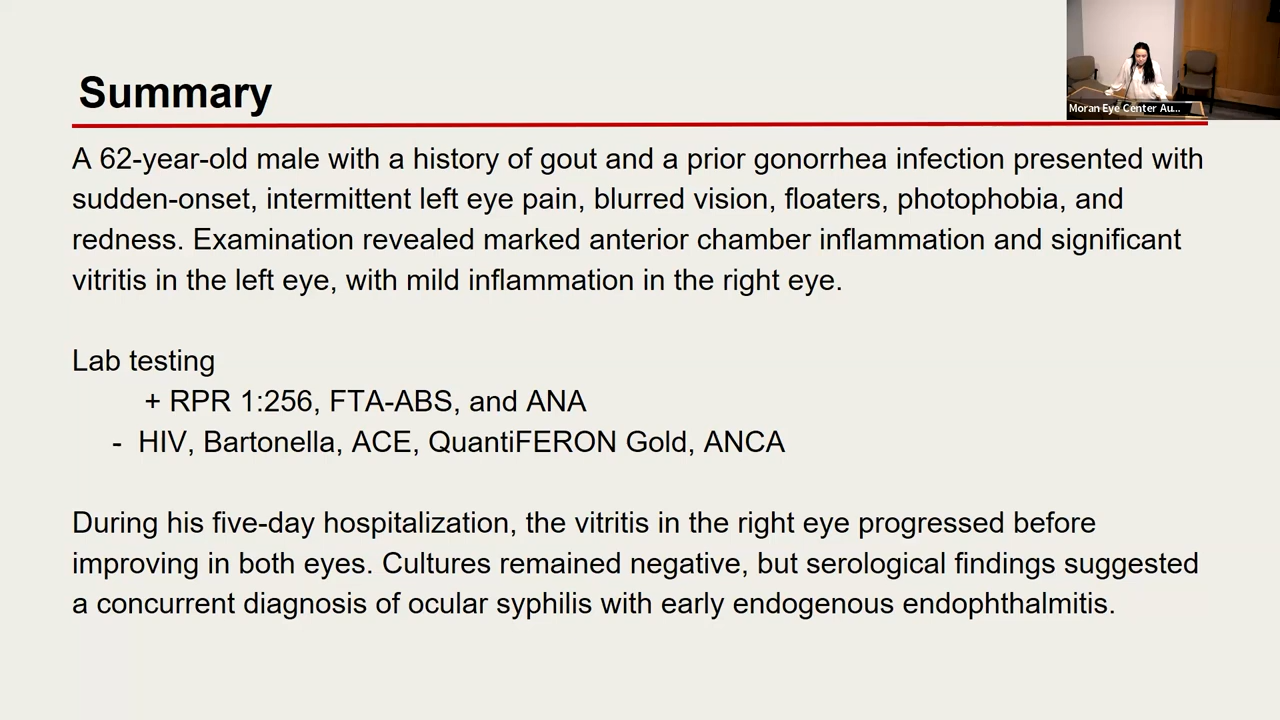 Summary
Moran Eye Center Au...
A 62-year-old male with a history of gout and a prior gonorrhea infection presented with
sudden-onset, intermittent left eye pain, blurred vision, floaters, photophobia, and
redness. Examination revealed marked anterior chamber inflammation and significant
vitritis in the left eye, with mild inflammation in the right eye.
Lab testing
+ RPR 1:256, FTA-ABS, and ANA
- HIV, Bartonella, ACE, QuantiFERON Gold, ANCA
During his five-day hospitalization, the vitritis in the right eye progressed before
improving in both eyes. Cultures remained negative, but serological findings suggested
a concurrent diagnosis of ocular syphilis with early endogenous endophthalmitis.